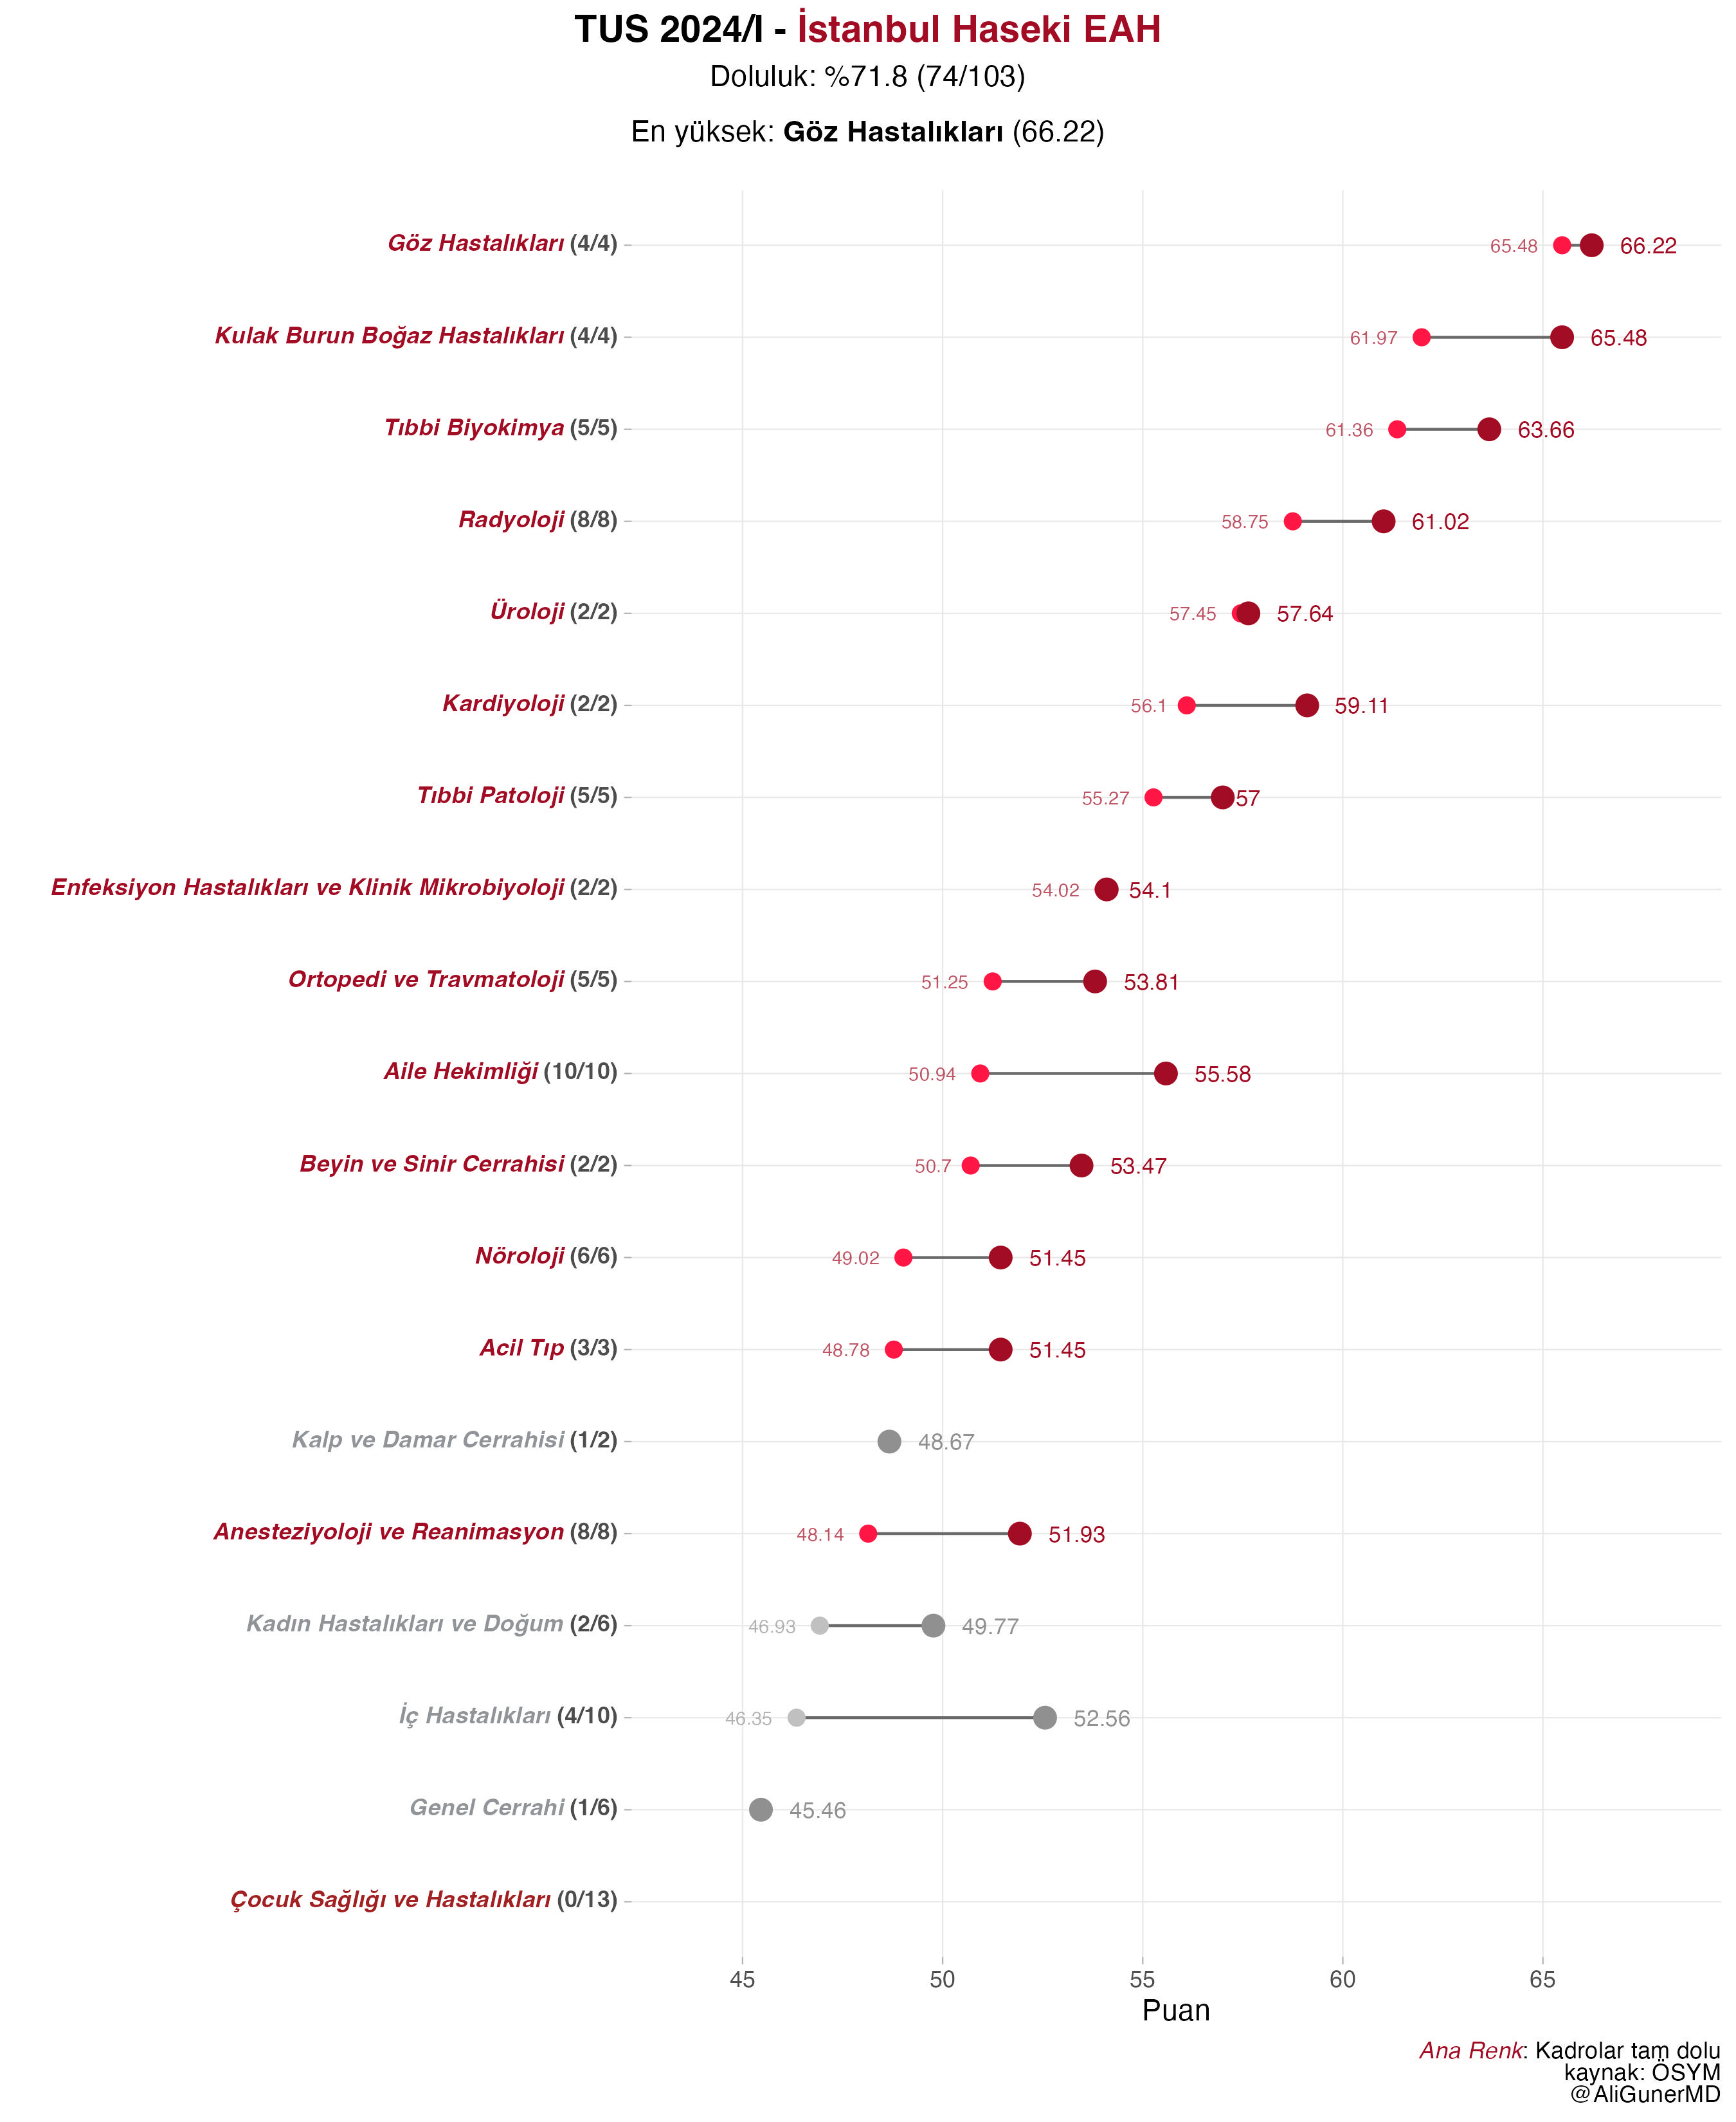 TUS 2024/I - İstanbul Haseki EAH
Doluluk: %71.8 (74/103)
En yüksek: Göz Hastalıkları (66.22)
Göz Hastalıkları (4/4) 65.48 66.22
Kulak Burun Boğaz Hastalıkları (4/4) 61.97 65.48
Tıbbi Biyokimya (5/5) 61.36 63.66
Radyoloji (8/8) 58.75 61.02
Üroloji (2/2) 57.45 57.64
Kardiyoloji (2/2) 56.1 59.11
Tıbbi Patoloji (5/5) 55.27 57
Enfeksiyon Hastalıkları ve Klinik Mikrobiyoloji (2/2) 54.02 54.1
Ortopedi ve Travmatoloji (5/5) 51.25 53.81
Aile Hekimliği (10/10) 50.94 55.58
Beyin ve Sinir Cerrahisi (2/2) 50.7 53.47
Nöroloji (6/6) 49.02 51.45
Acil Tıp (3/3) 48.78 51.45
Kalp ve Damar Cerrahisi (1/2) 48.67
Anesteziyoloji ve Reanimasyon (8/8) 48.14 51.93
Kadın Hastalıkları ve Doğum (2/6) 46.93 49.77
İç Hastalıkları (4/10) 46.35 52.56
Genel Cerrahi (1/6) 45.46
Çocuk Sağlığı ve Hastalıkları (0/13)
45 50 55 60 65
Puan
Ana Renk: Kadrolar tam dolu
kaynak: ÖSYM
@AliGunerMD